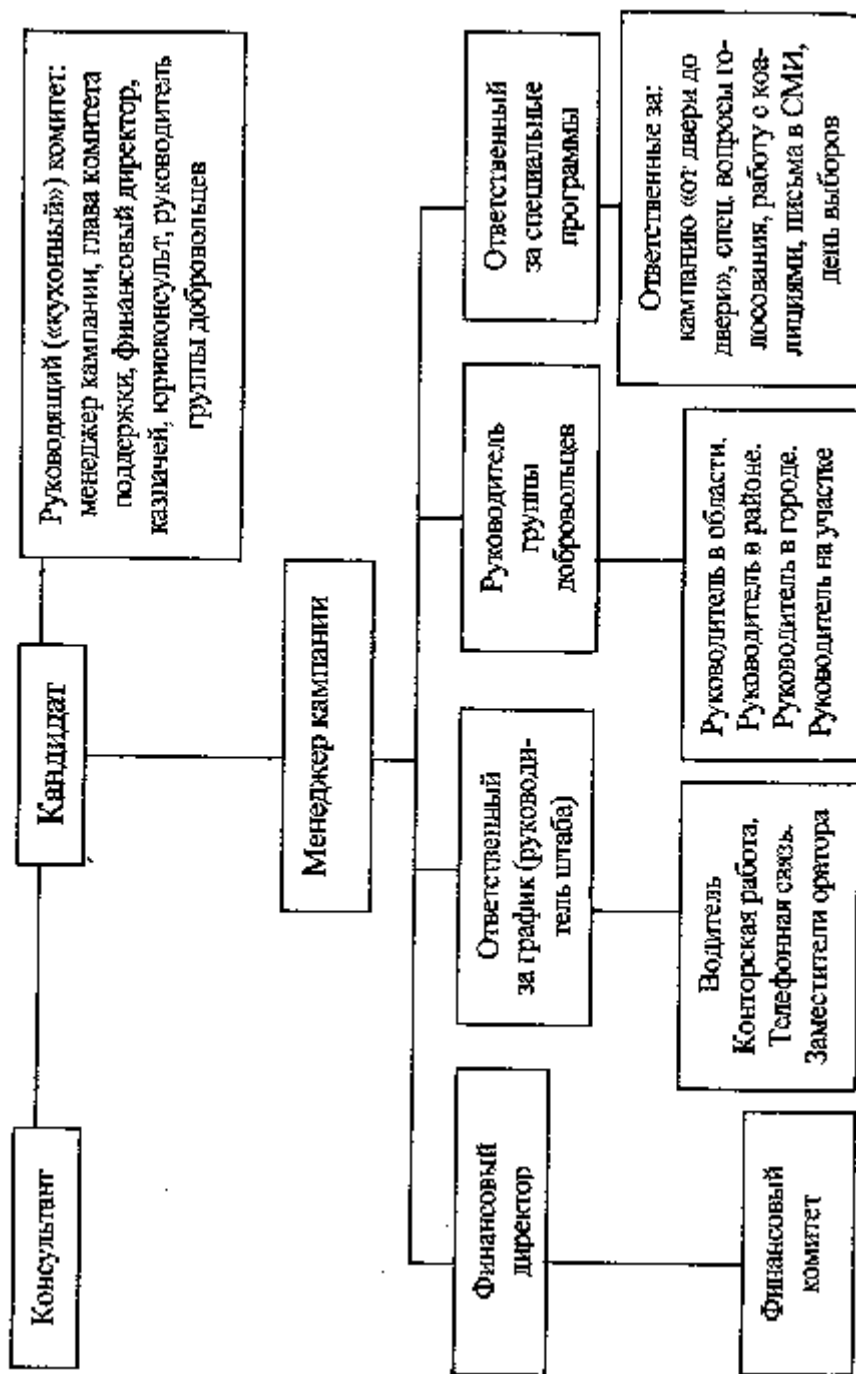 Консультант
Кандидат
Руководящий («кухонный») комитет:
менеджер кампании, глава комитета
поддержки, финансовый директор,
казначей, юрисконсульт, руководитель
группы добровольцев
Менеджер кампании
Финансовый
директор
Ответственный
за график (руководи-
тель штаба)
Руководитель
группы
добровольцев
Ответственный
за специальные
программы
Финансовый
комитет
Водитель
Конторская работа.
Телефонная связь.
Заместители оратора
Руководитель в области.
Руководитель в районе.
Руководитель в городе.
Руководитель на участке
Ответственные за:
кампанию «от двери до
двери», спец. вопросы го-
лосования, работу с коа-
лициями, письма в СМИ,
день выборов